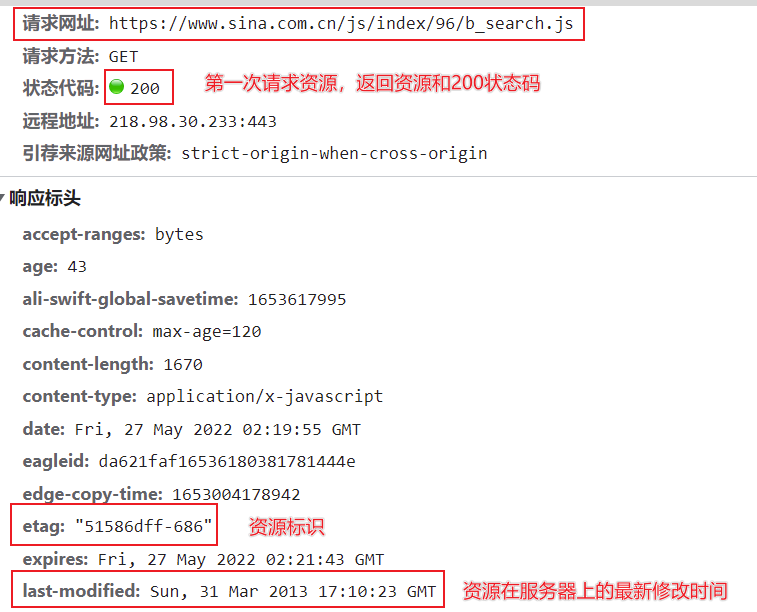 请求网址: https://www.sina.com.cn/js/index/96/b_search.js
请求方法: GET
状态代码: 200 第一次请求资源，返回资源和200状态码
远程地址: 218.98.30.233:443
引荐来源网址政策: strict-origin-when-cross-origin
响应标头
accept-ranges: bytes
age: 43
ali-swift-global-savetime: 1653617995
cache-control: max-age=120
content-length: 1670
content-type: application/x-javascript
date: Fri, 27 May 2022 02:19:55 GMT
eagleid: da621faf16536180381781444e
edge-copy-time: 1653004178942
etag: "51586dff-686" 资源标识
expires: Fri, 27 May 2022 02:21:43 GMT
last-modified: Sun, 31 Mar 2013 17:10:23 GMT 资源在服务器上的最新修改时间